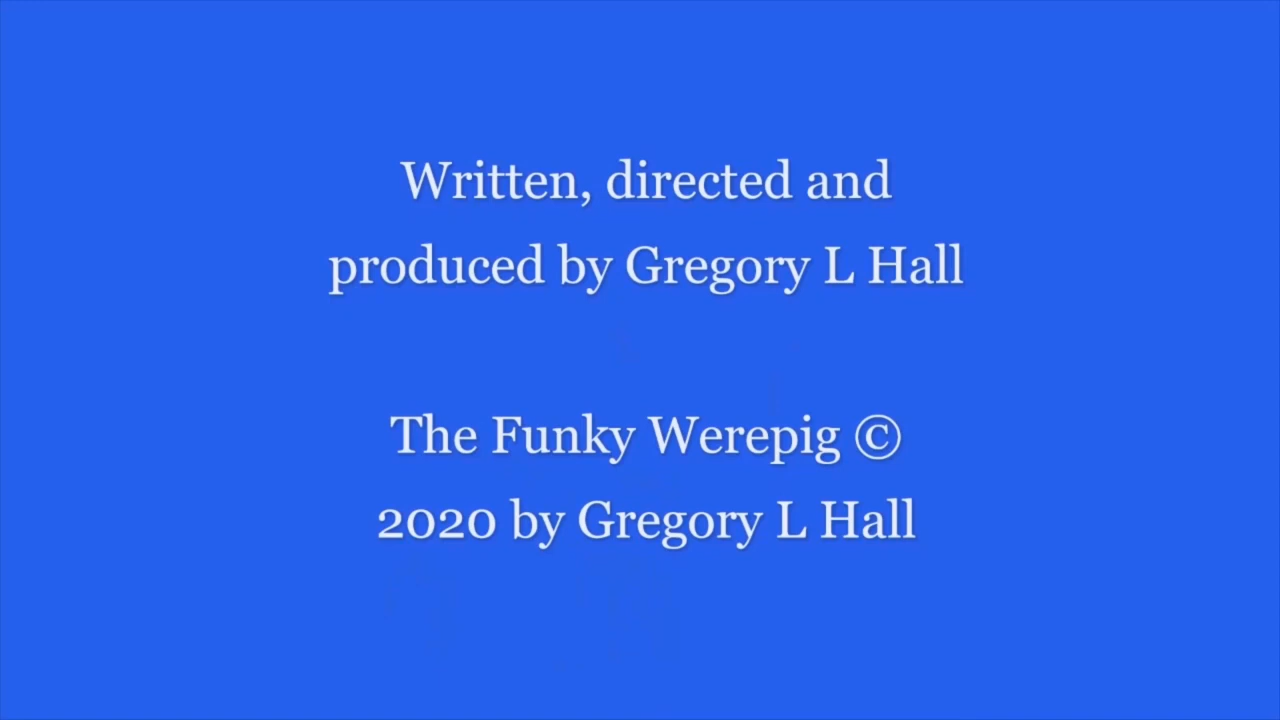 Written, directed and
produced by Gregory L Hall
The Funky Werepig ©
2020 by Gregory L Hall